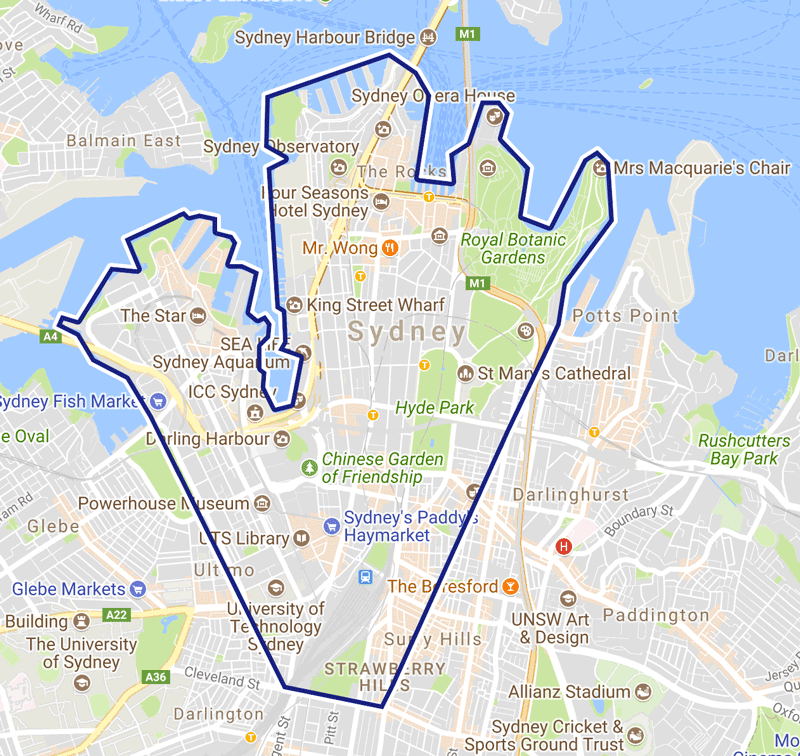 Wharf Rd
Sydney Harbour Bridge
M1
Sydney Opera House
Balmain East
Sydney Observatory
The Rocks
Mrs Macquarie's Chair
Four Seasons
Hotel Sydney
T
Mr. Wong
Royal Botanic
Gardens
T
M1
King Street Wharf
The Star
Potts Point
A4
Sydney
SEA LIFE
Sydney Aquarium
T
St Mary's Cathedral
ICC Sydney
Sydney Fish Market
Hyde Park
T
Darling Harbour
T
Rushcutters
Bay Park
e Oval
Chinese Garden
of Friendship
Darlinghurst
Powerhouse Museum
Boundary St
Sydney's Paddy's
Haymarket
Glebe
UTS Library
H
Ultimo
Glebe Markets
The Beresford
A22
University of
Technology
Sydney
Paddington
Building
UNSW Art
& Design
The University
of Sydney
Surry Hills
A36
Cleveland St
STRAWBERRY
HILLS
Allianz Stadium
Darlington
Pitt St
T
Sydney Cricket &
Sports Ground Trust